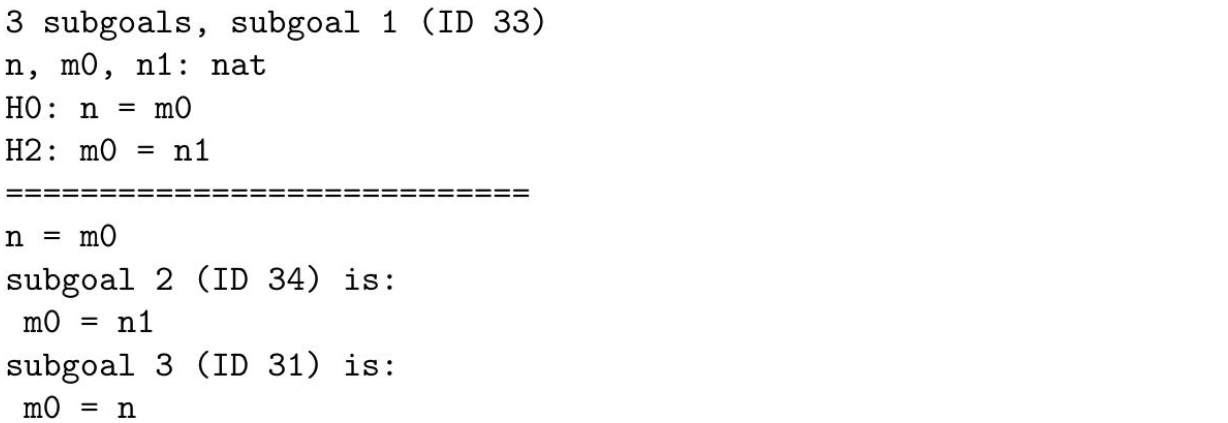 3 subgoals, subgoal 1 (ID 33)
n, m0, n1: nat
H0: n = m0
H2: m0 = n1
============================
n = m0
subgoal 2 (ID 34) is:
 m0 = n1
subgoal 3 (ID 31) is:
 m0 = n